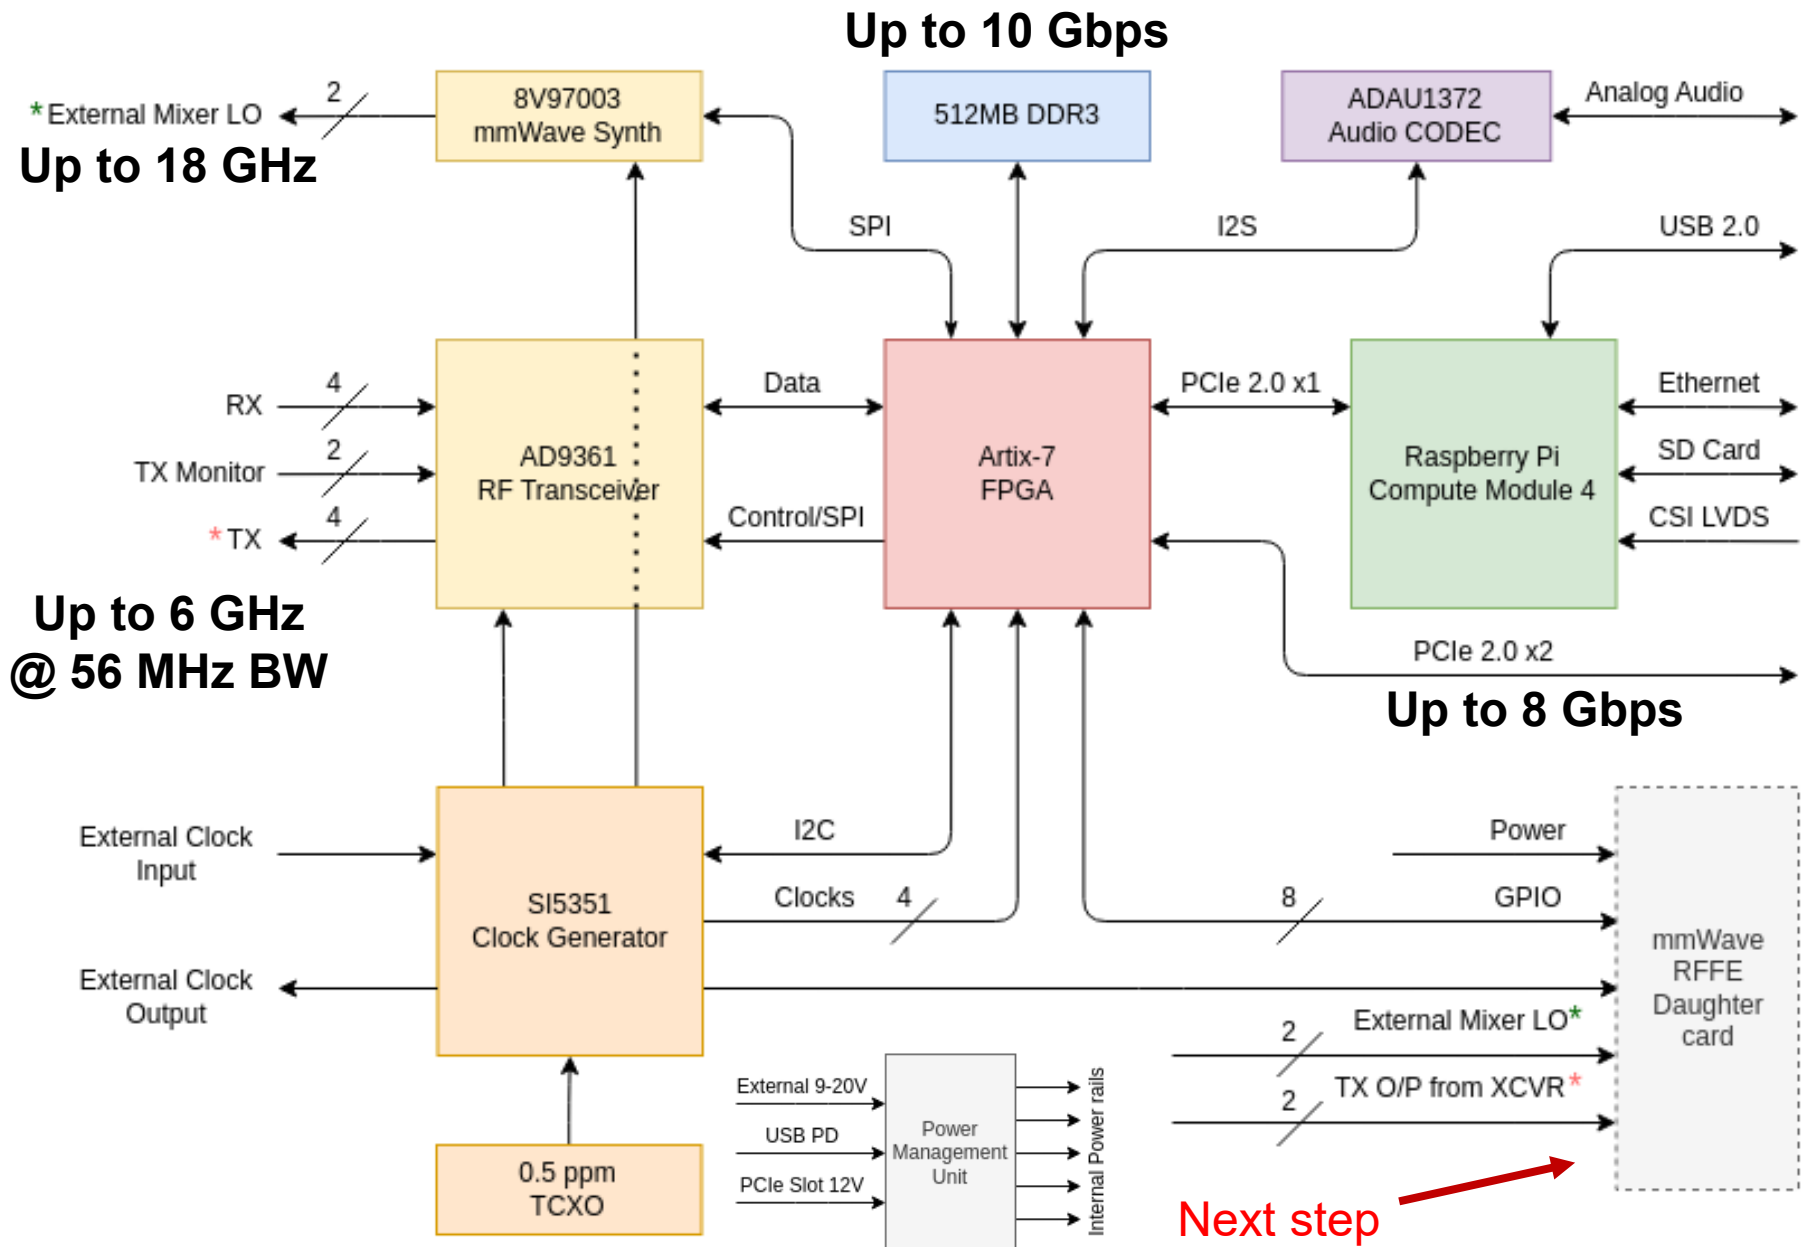 Up to 10 Gbps
*External Mixer LO
2
8V97003
mmWave Synth
512MB DDR3
ADAU1372
Audio CODEC
Analog Audio
Up to 18 GHz
SPI
I2S
USB 2.0
RX
4
TX Monitor
2
*TX
4
AD9361
RF Transceiver
Data
Control/SPI
Artix-7
FPGA
PCIe 2.0 x1
Raspberry Pi
Compute Module 4
Ethernet
SD Card
CSI LVDS
Up to 6 GHz
@ 56 MHz BW
PCIe 2.0 x2
Up to 8 Gbps
External Clock
Input
External Clock
Output
SI5351
Clock Generator
I2C
Clocks
4
8
Power
GPIO
External Mixer LO*
2
TX O/P from XCVR*
2
mmWave
RFFE
Daughter
card
0.5 ppm
TCXO
External 9-20V
USB PD
PCIe Slot 12V
Power
Management
Unit
Internal Power rails
Next step